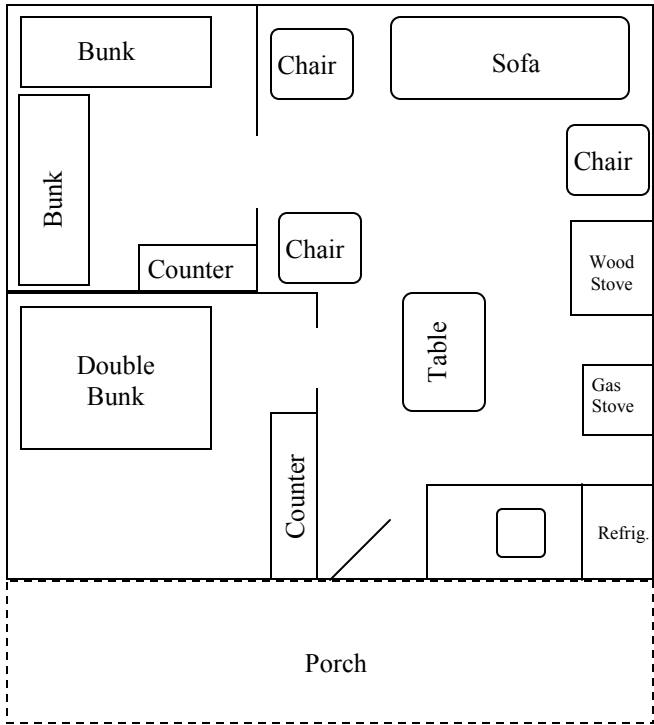 Bunk
Chair
Sofa
Chair
Bunk
Chair
Counter
Wood
Stove
Double
Bunk
Table
Gas
Stove
Counter
Refrig.
Porch